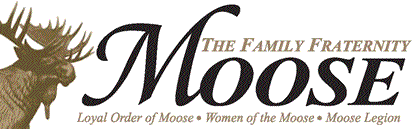 THE FAMILY FRATERNITY
MOOSE
Loyal Order of Moose • Women of the Moose • Moose Legion